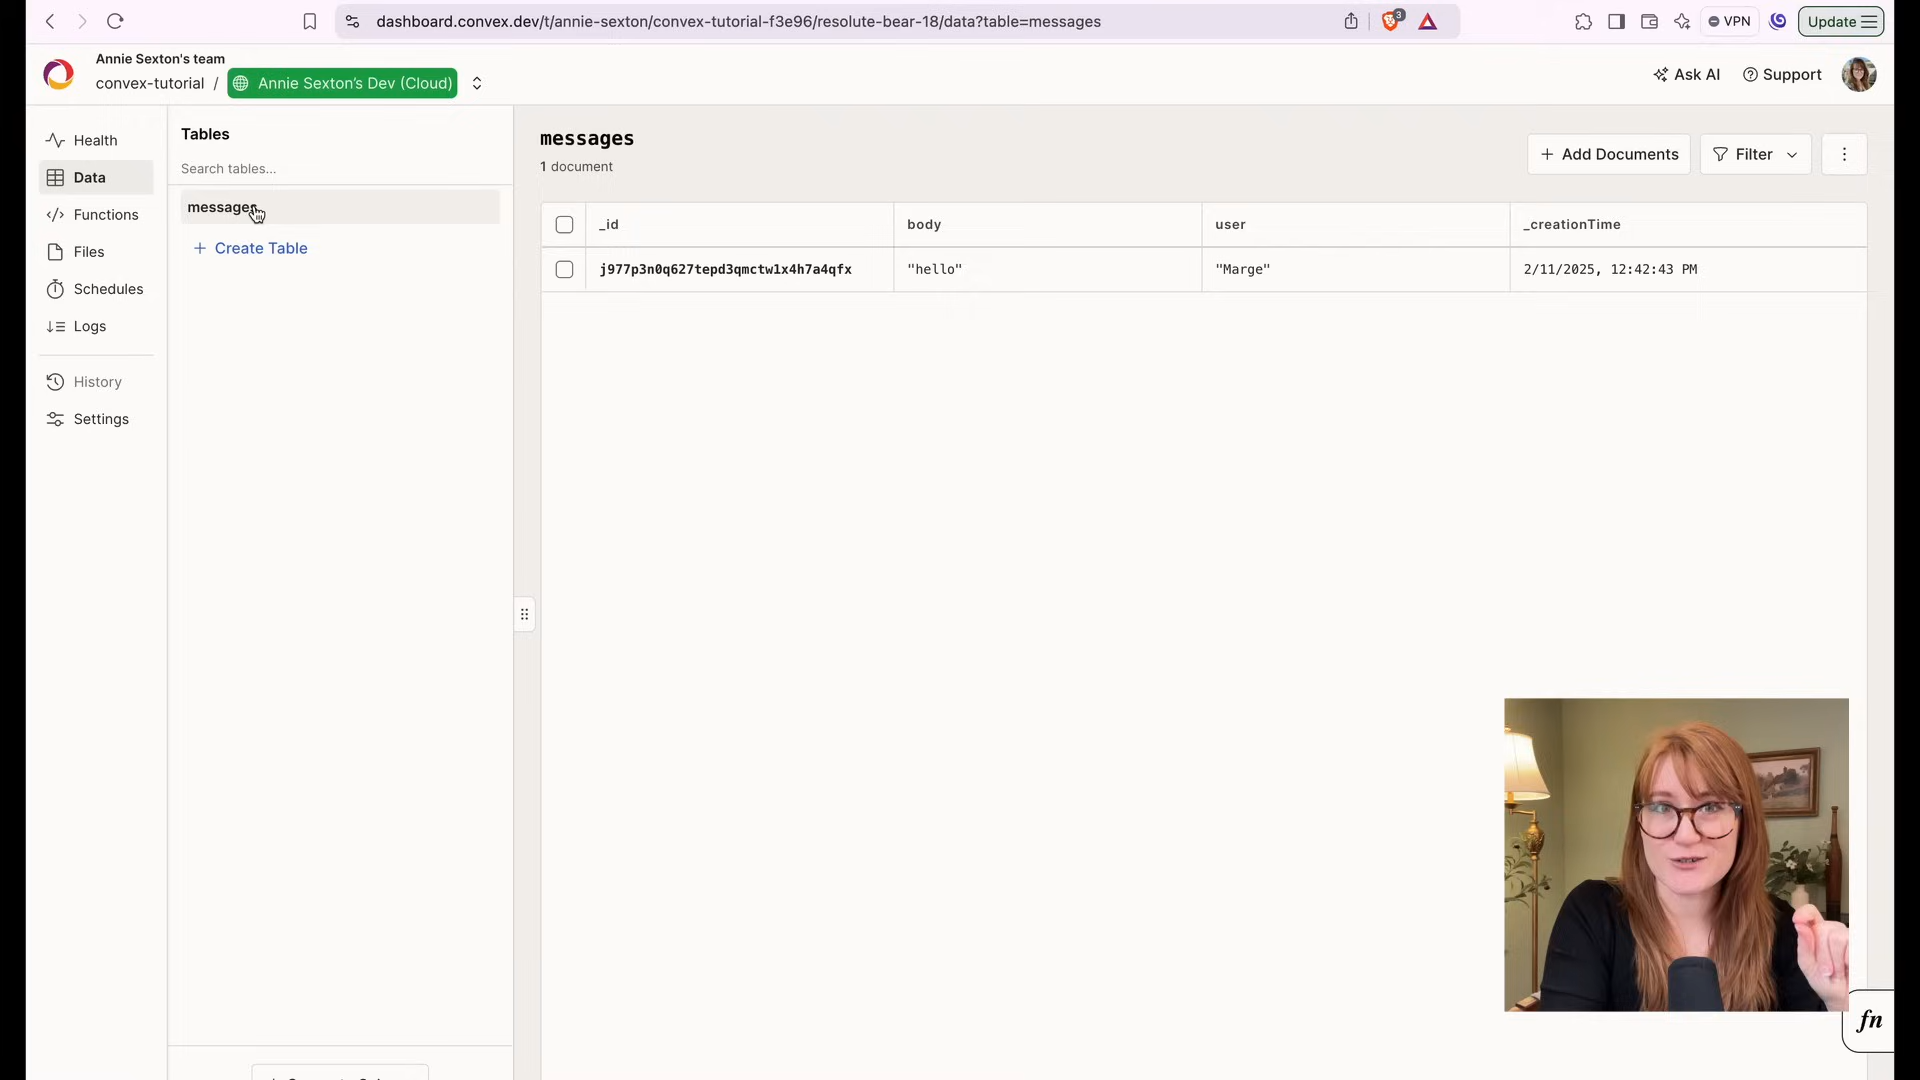 dashboard.convex.dev/t/annie-sexton/convex-tutorial-f3e96/resolute-bear-18/data?table=messages
3
VPN
Update
Annie Sexton's team
convex-tutorial / Annie Sexton's Dev (Cloud)
Ask AI
Support
Health
Data
Functions
Files
Schedules
Logs
History
Settings
Tables
Search tables...
messages
+ Create Table
messages
1 document
+ Add Documents
Filter
_id body user _creationTime
j977p3n0q627tepd3qmctw1x4h7a4qfx "hello" "Marge" 2/11/2025, 12:42:43 PM
fn